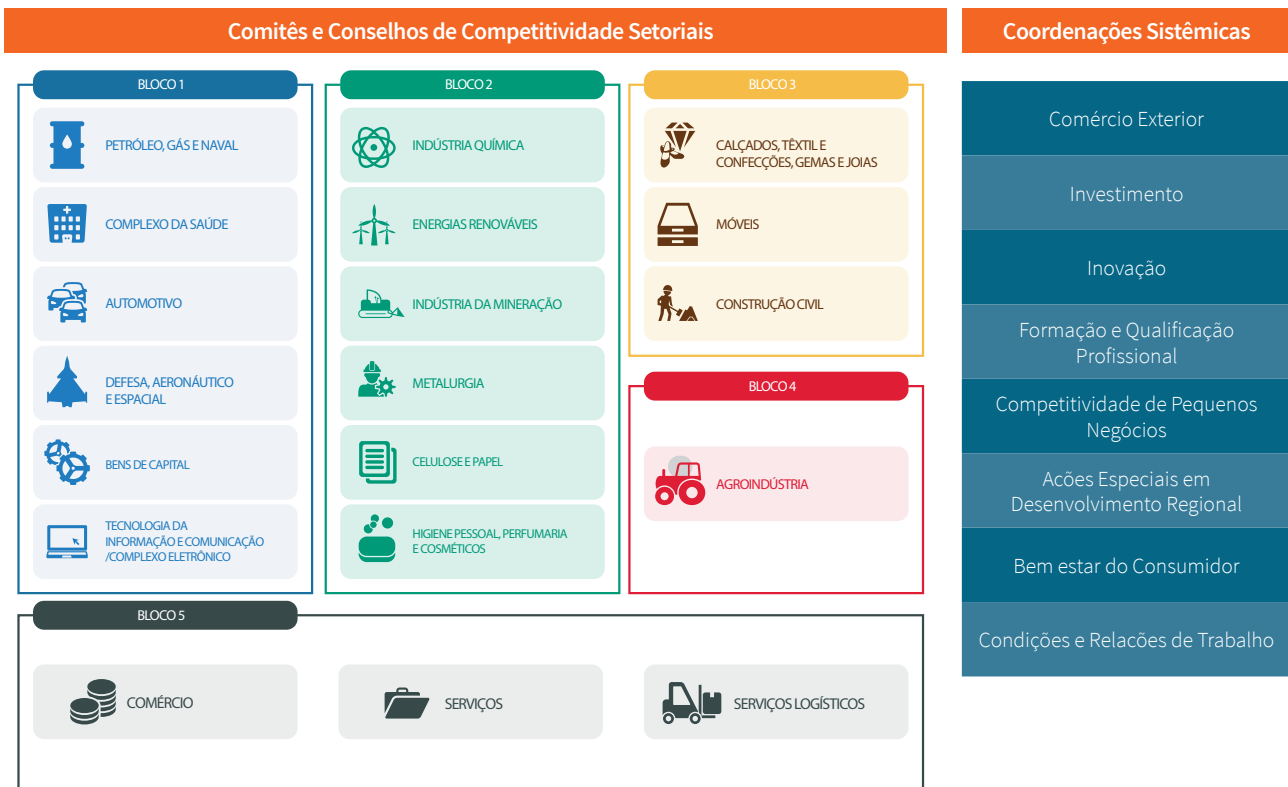 Comitês e Conselhos de Competitividade Setoriais
BLOCO 1
PETRÓLEO, GÁS E NAVAL
COMPLEXO DA SAÚDE
AUTOMOTIVO
DEFESA, AERONÁUTICO
E ESPACIAL
BENS DE CAPITAL
TECNOLOGIA DA
INFORMAÇÃO E COMUNICAÇÃO
/COMPLEXO ELETRÔNICO
BLOCO 2
INDÚSTRIA QUÍMICA
ENERGIAS RENOVÁVEIS
INDÚSTRIA DA MINERAÇÃO
METALURGIA
CELULOSE E PAPEL
HIGIENE PESSOAL, PERFUMARIA
E COSMÉTICOS
BLOCO 3
CALÇADOS, TÊXTIL E
CONFECÇÕES, GEMAS E JOIAS
MÓVEIS
CONSTRUÇÃO CIVIL
BLOCO 4
AGROINDÚSTRIA
BLOCO 5
COMÉRCIO
SERVIÇOS
SERVIÇOS LOGÍSTICOS
Coordenações Sistêmicas
Comércio Exterior
Investimento
Inovação
Formação e Qualificação
Profissional
Competitividade de Pequenos
Negócios
Acões Especiais em
Desenvolvimento Regional
Bem estar do Consumidor
Condições e Relacões de Trabalho